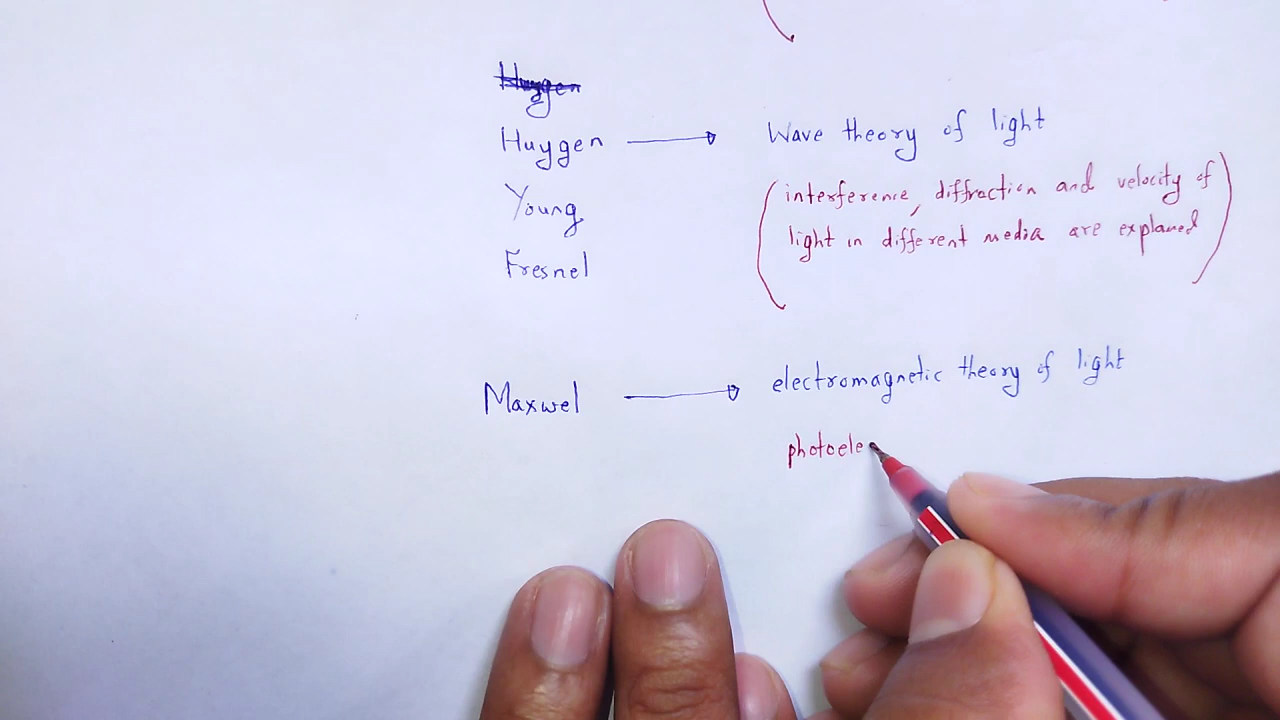 Huygen
Huygen → Wave theory of light
Young
(interference, diffraction and velocity of
light in different media are explained)
Fresnel
Maxwel → electromagnetic theory of light
photoele